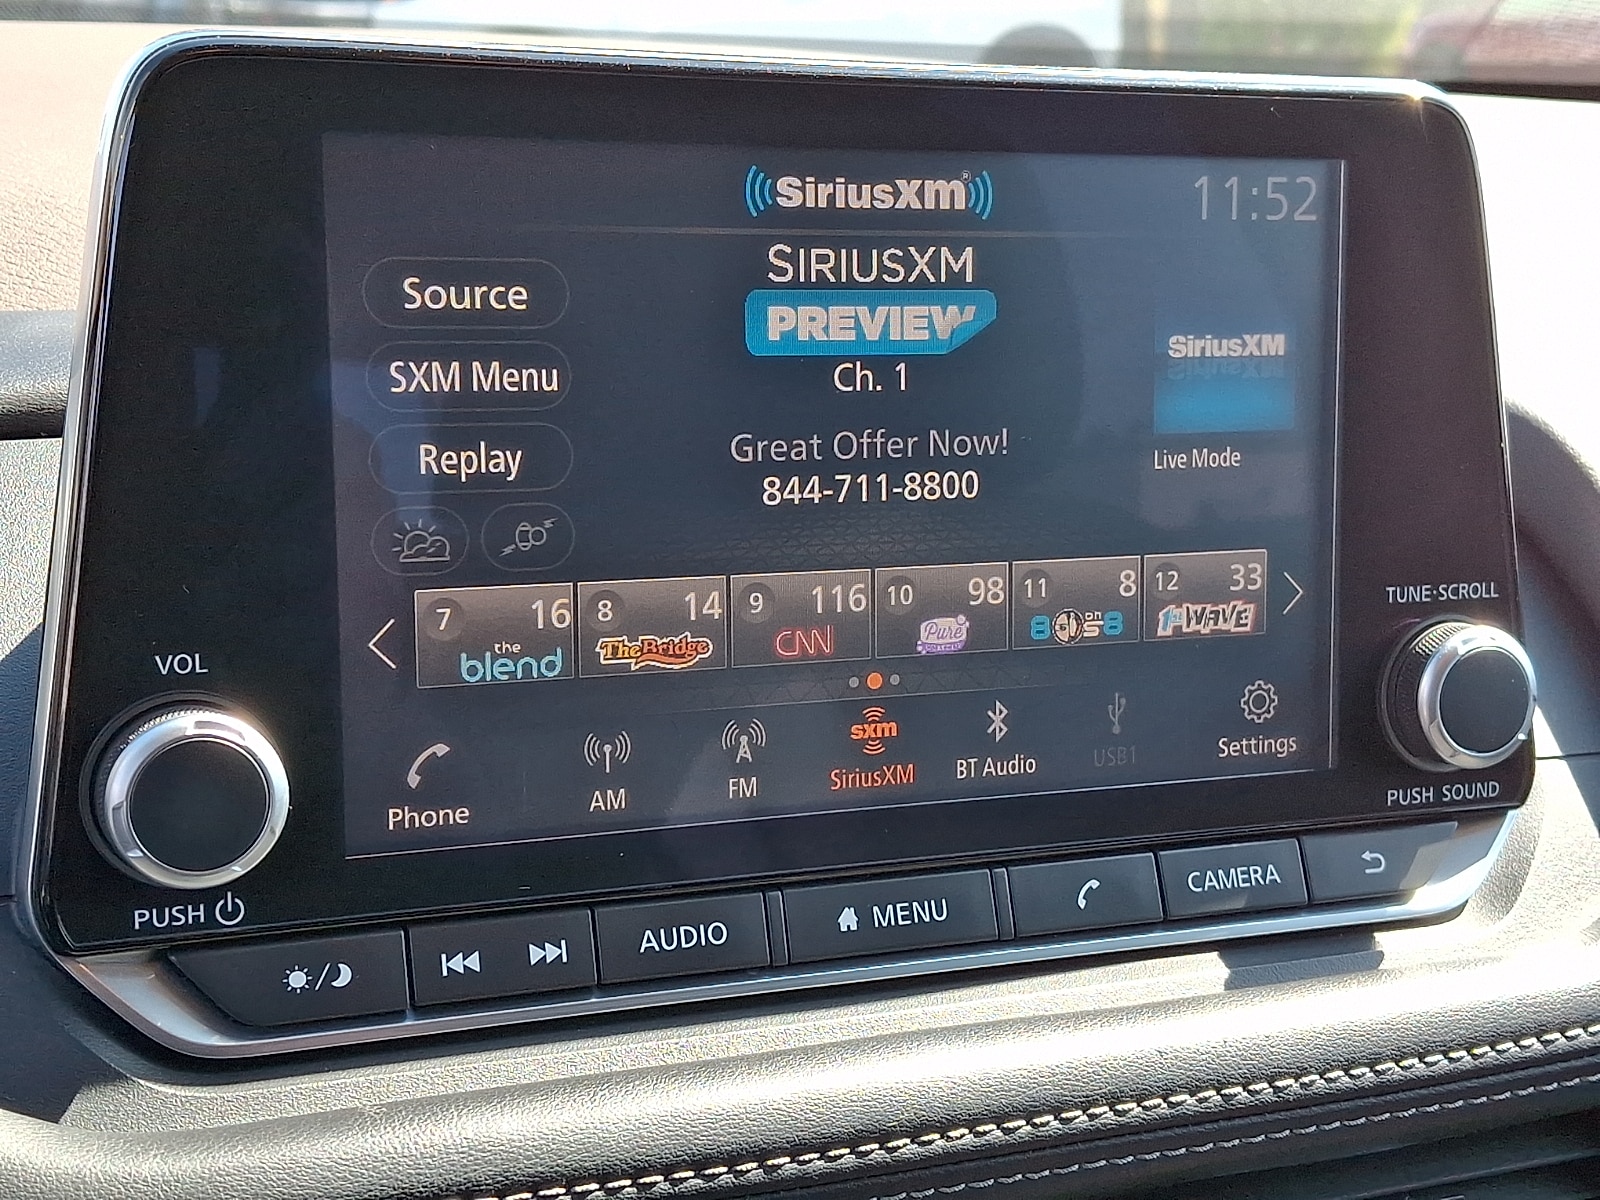 SiriusXm®
11:52
SIRIUSXM
PREVIEW
Ch. 1
Source
SXM Menu
Replay
Great Offer Now!
844-711-8800
SiriusXM
Live Mode
7 16
the
blend
8 14
The Bridge
9 116
CNN
10 98
Pure
11 8
80s on 8
12 33
1st WAVE
Phone
AM
FM
sxm
SiriusXM
BT Audio
USB1
Settings
VOL
PUSH
TUNE·SCROLL
PUSH SOUND
AUDIO
MENU
CAMERA